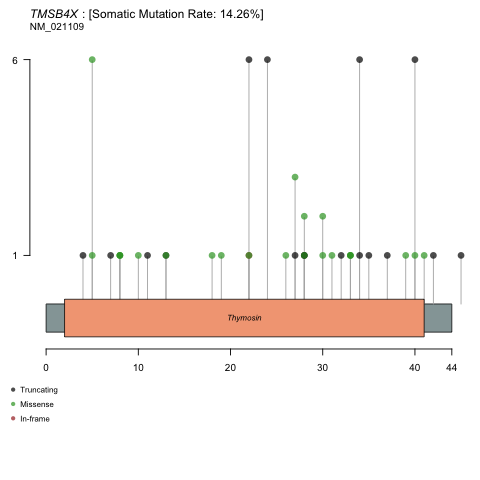 TMSB4X : [Somatic Mutation Rate: 14.26%]
NM_021109
6
1
Thymosin
0 10 20 30 40 44
Truncating
Missense
In-frame